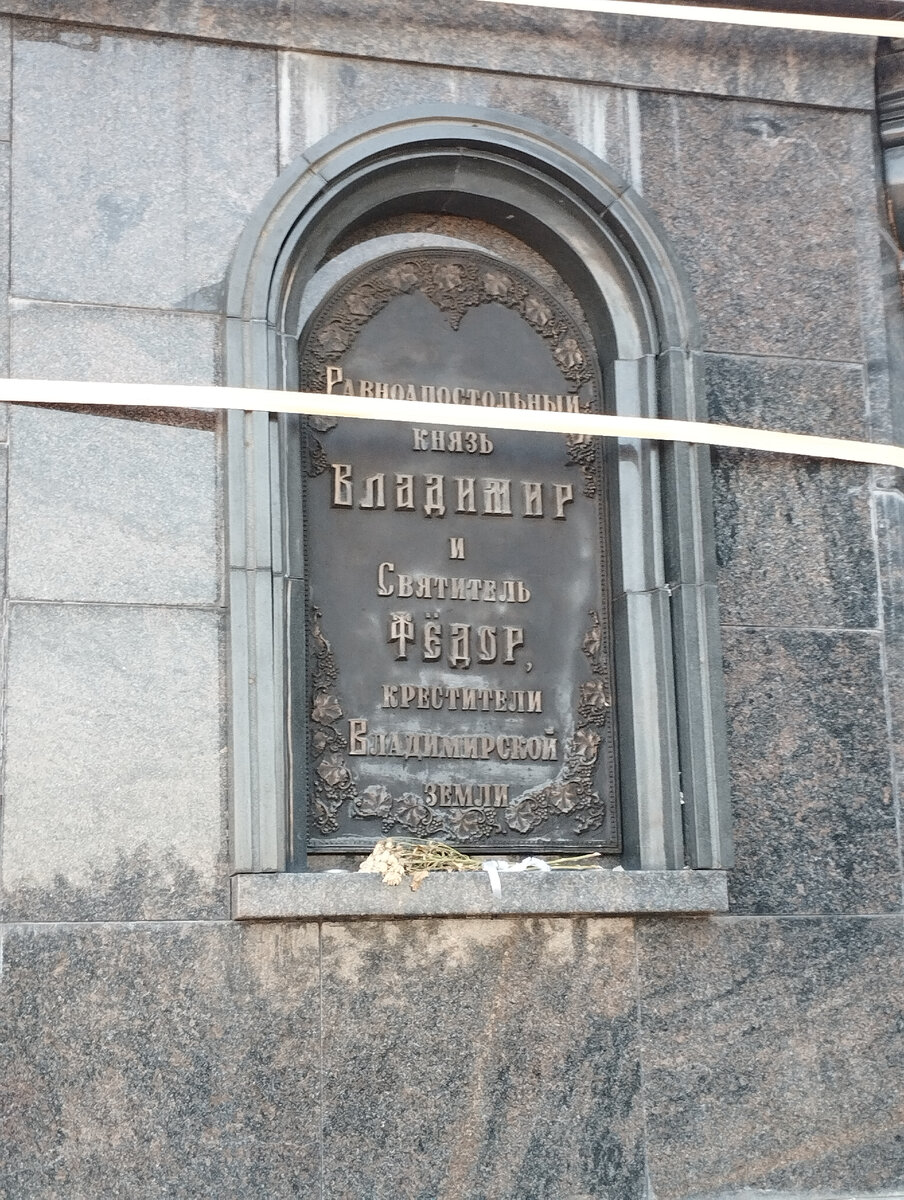 Равноапостольный
князь
Владимир
и
Святитель
Фёдор,
крестители
Владимирской
земли